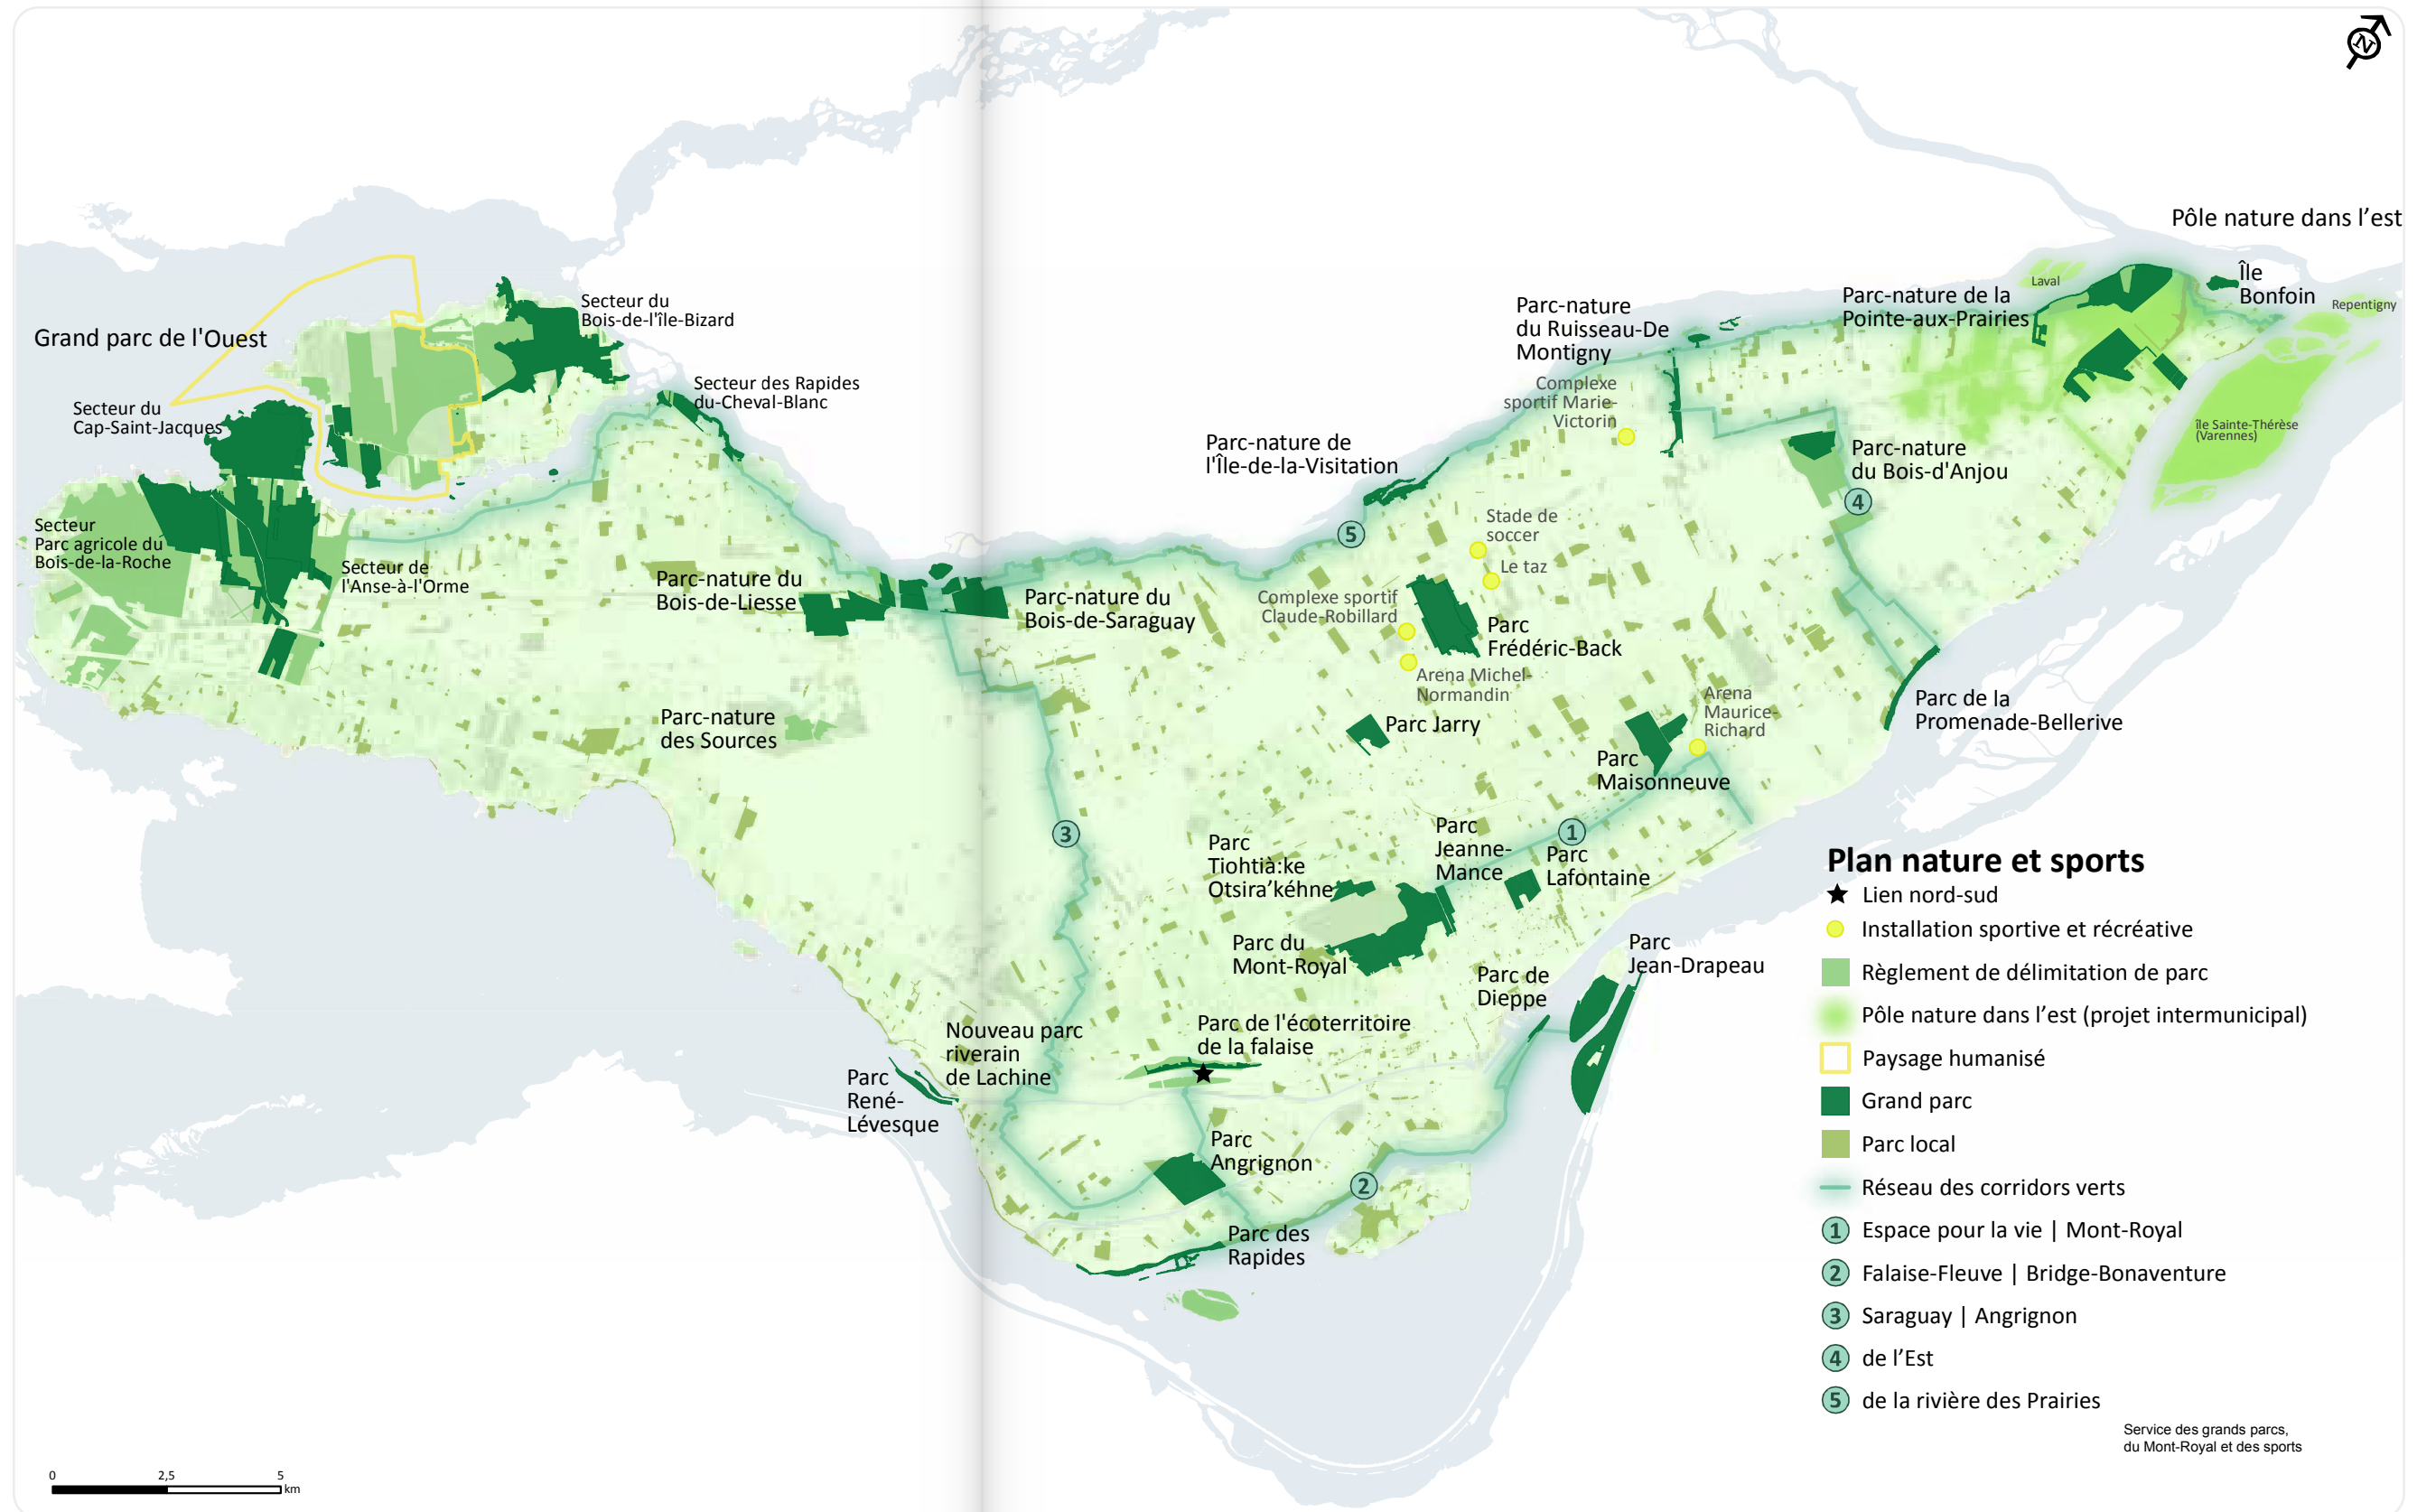 N
Pôle nature dans l’est
Île
Bonfoin
Laval
Repentigny
Parc-nature de la
Pointe-aux-Prairies
Parc-nature
du Ruisseau-De
Montigny
Secteur du
Bois-de-l'île-Bizard
Grand parc de l'Ouest
Secteur des Rapides
du-Cheval-Blanc
Complexe
sportif Marie-
Victorin
Secteur du
Cap-Saint-Jacques
île Sainte-Thérèse
(Varennes)
Parc-nature de
l'Île-de-la-Visitation
Parc-nature
du Bois-d'Anjou
4
Secteur
Parc agricole du
Bois-de-la-Roche
Stade de
soccer
5
Le taz
Secteur de
l'Anse-à-l'Orme
Parc-nature du
Bois-de-Liesse
Parc-nature du
Bois-de-Saraguay
Complexe sportif
Claude-Robillard
Parc
Frédéric-Back
Arena Michel-
Normandin
Arena
Maurice-
Richard
Parc de la
Promenade-Bellerive
Parc-nature
des Sources
Parc Jarry
Parc
Maisonneuve
3
1
Parc
Tiohtià:ke
Otsira’kéhne
Parc
Jeanne-
Mance
Parc
Lafontaine
Parc du
Mont-Royal
Parc
Jean-Drapeau
Parc de
Dieppe
Nouveau parc
riverain
de Lachine
Parc de l'écoterritoire
de la falaise
Parc
René-
Lévesque
Parc
Angrignon
2
Parc des
Rapides
Plan nature et sports
Lien nord-sud
Installation sportive et récréative
Règlement de délimitation de parc
Pôle nature dans l’est (projet intermunicipal)
Paysage humanisé
Grand parc
Parc local
Réseau des corridors verts
1 Espace pour la vie | Mont-Royal
2 Falaise-Fleuve | Bridge-Bonaventure
3 Saraguay | Angrignon
4 de l’Est
5 de la rivière des Prairies
Service des grands parcs,
du Mont-Royal et des sports
0 2,5 5
km